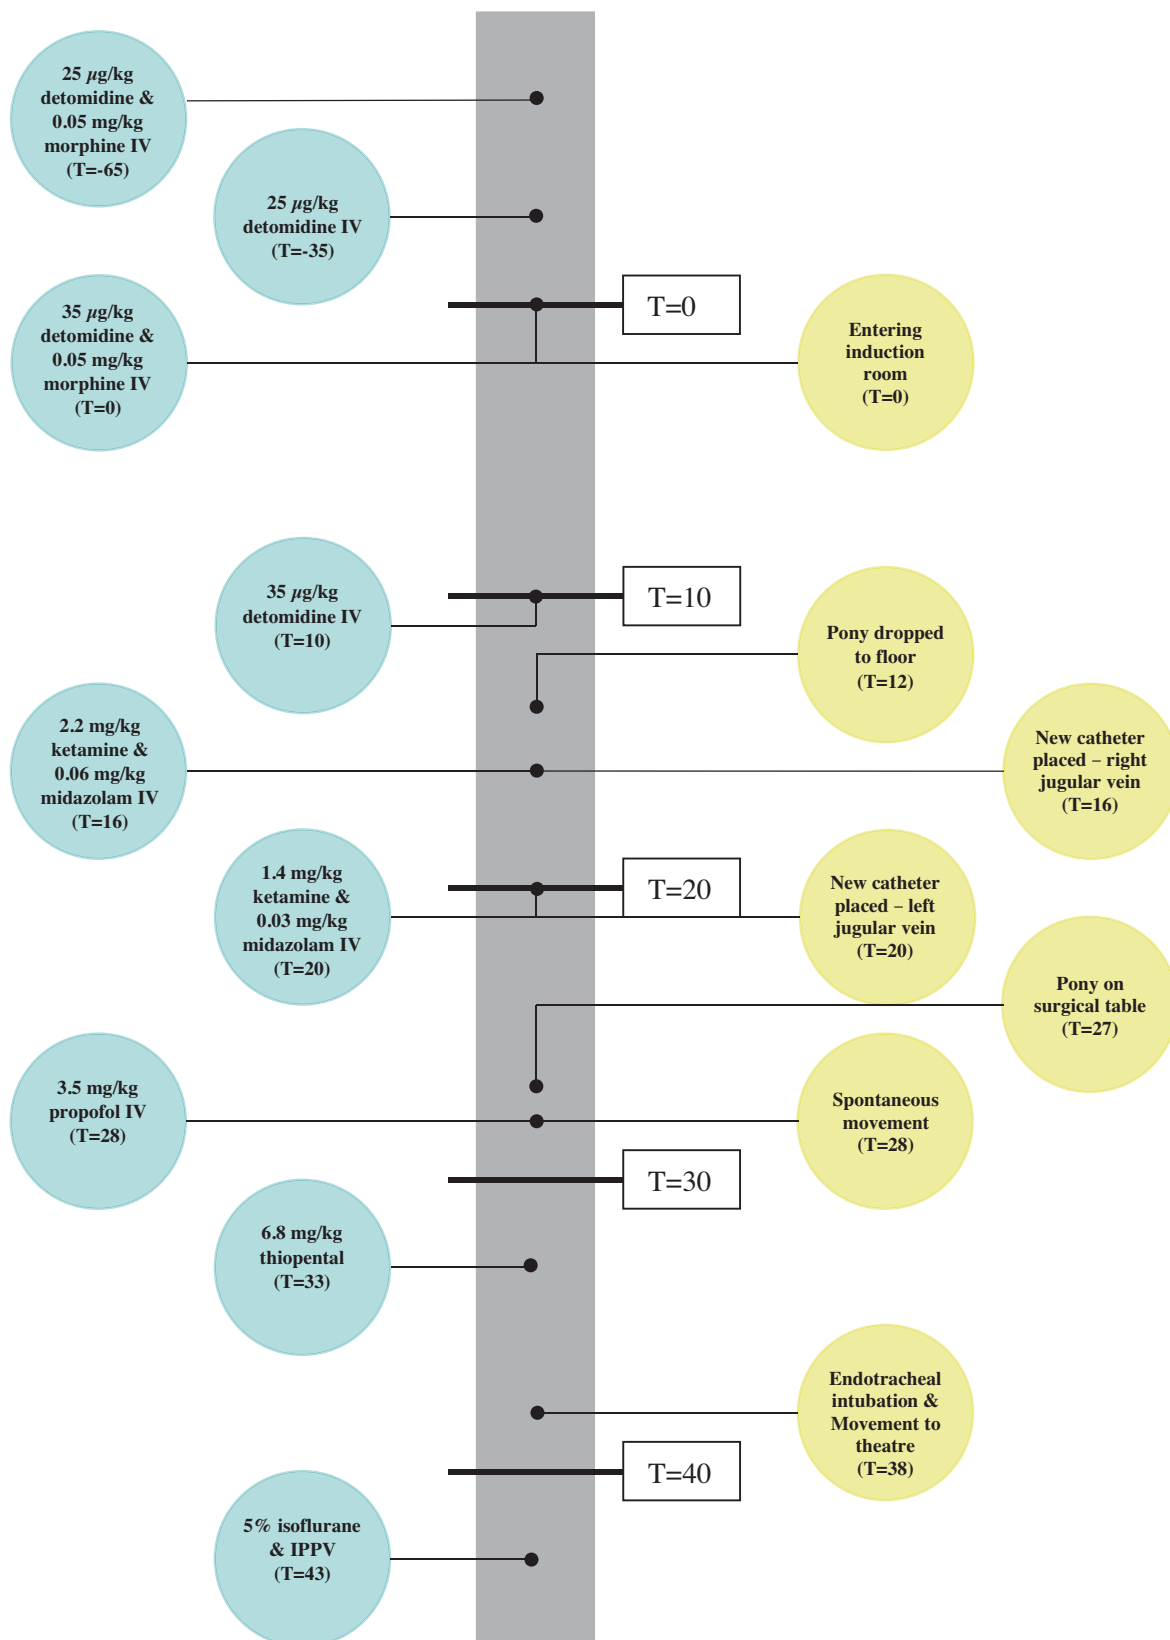 25 µg/kg
detomidine &
0.05 mg/kg
morphine IV
(T=-65)
25 µg/kg
detomidine IV
(T=-35)
T=0
35 µg/kg
detomidine &
0.05 mg/kg
morphine IV
(T=0)
Entering
induction
room
(T=0)
35 µg/kg
detomidine IV
(T=10)
T=10
Pony dropped
to floor
(T=12)
2.2 mg/kg
ketamine &
0.06 mg/kg
midazolam IV
(T=16)
New catheter
placed – right
jugular vein
(T=16)
1.4 mg/kg
ketamine &
0.03 mg/kg
midazolam IV
(T=20)
T=20
New catheter
placed – left
jugular vein
(T=20)
Pony on
surgical table
(T=27)
3.5 mg/kg
propofol IV
(T=28)
Spontaneous
movement
(T=28)
T=30
6.8 mg/kg
thiopental
(T=33)
Endotracheal
intubation &
Movement to
theatre
(T=38)
T=40
5% isoflurane
& IPPV
(T=43)